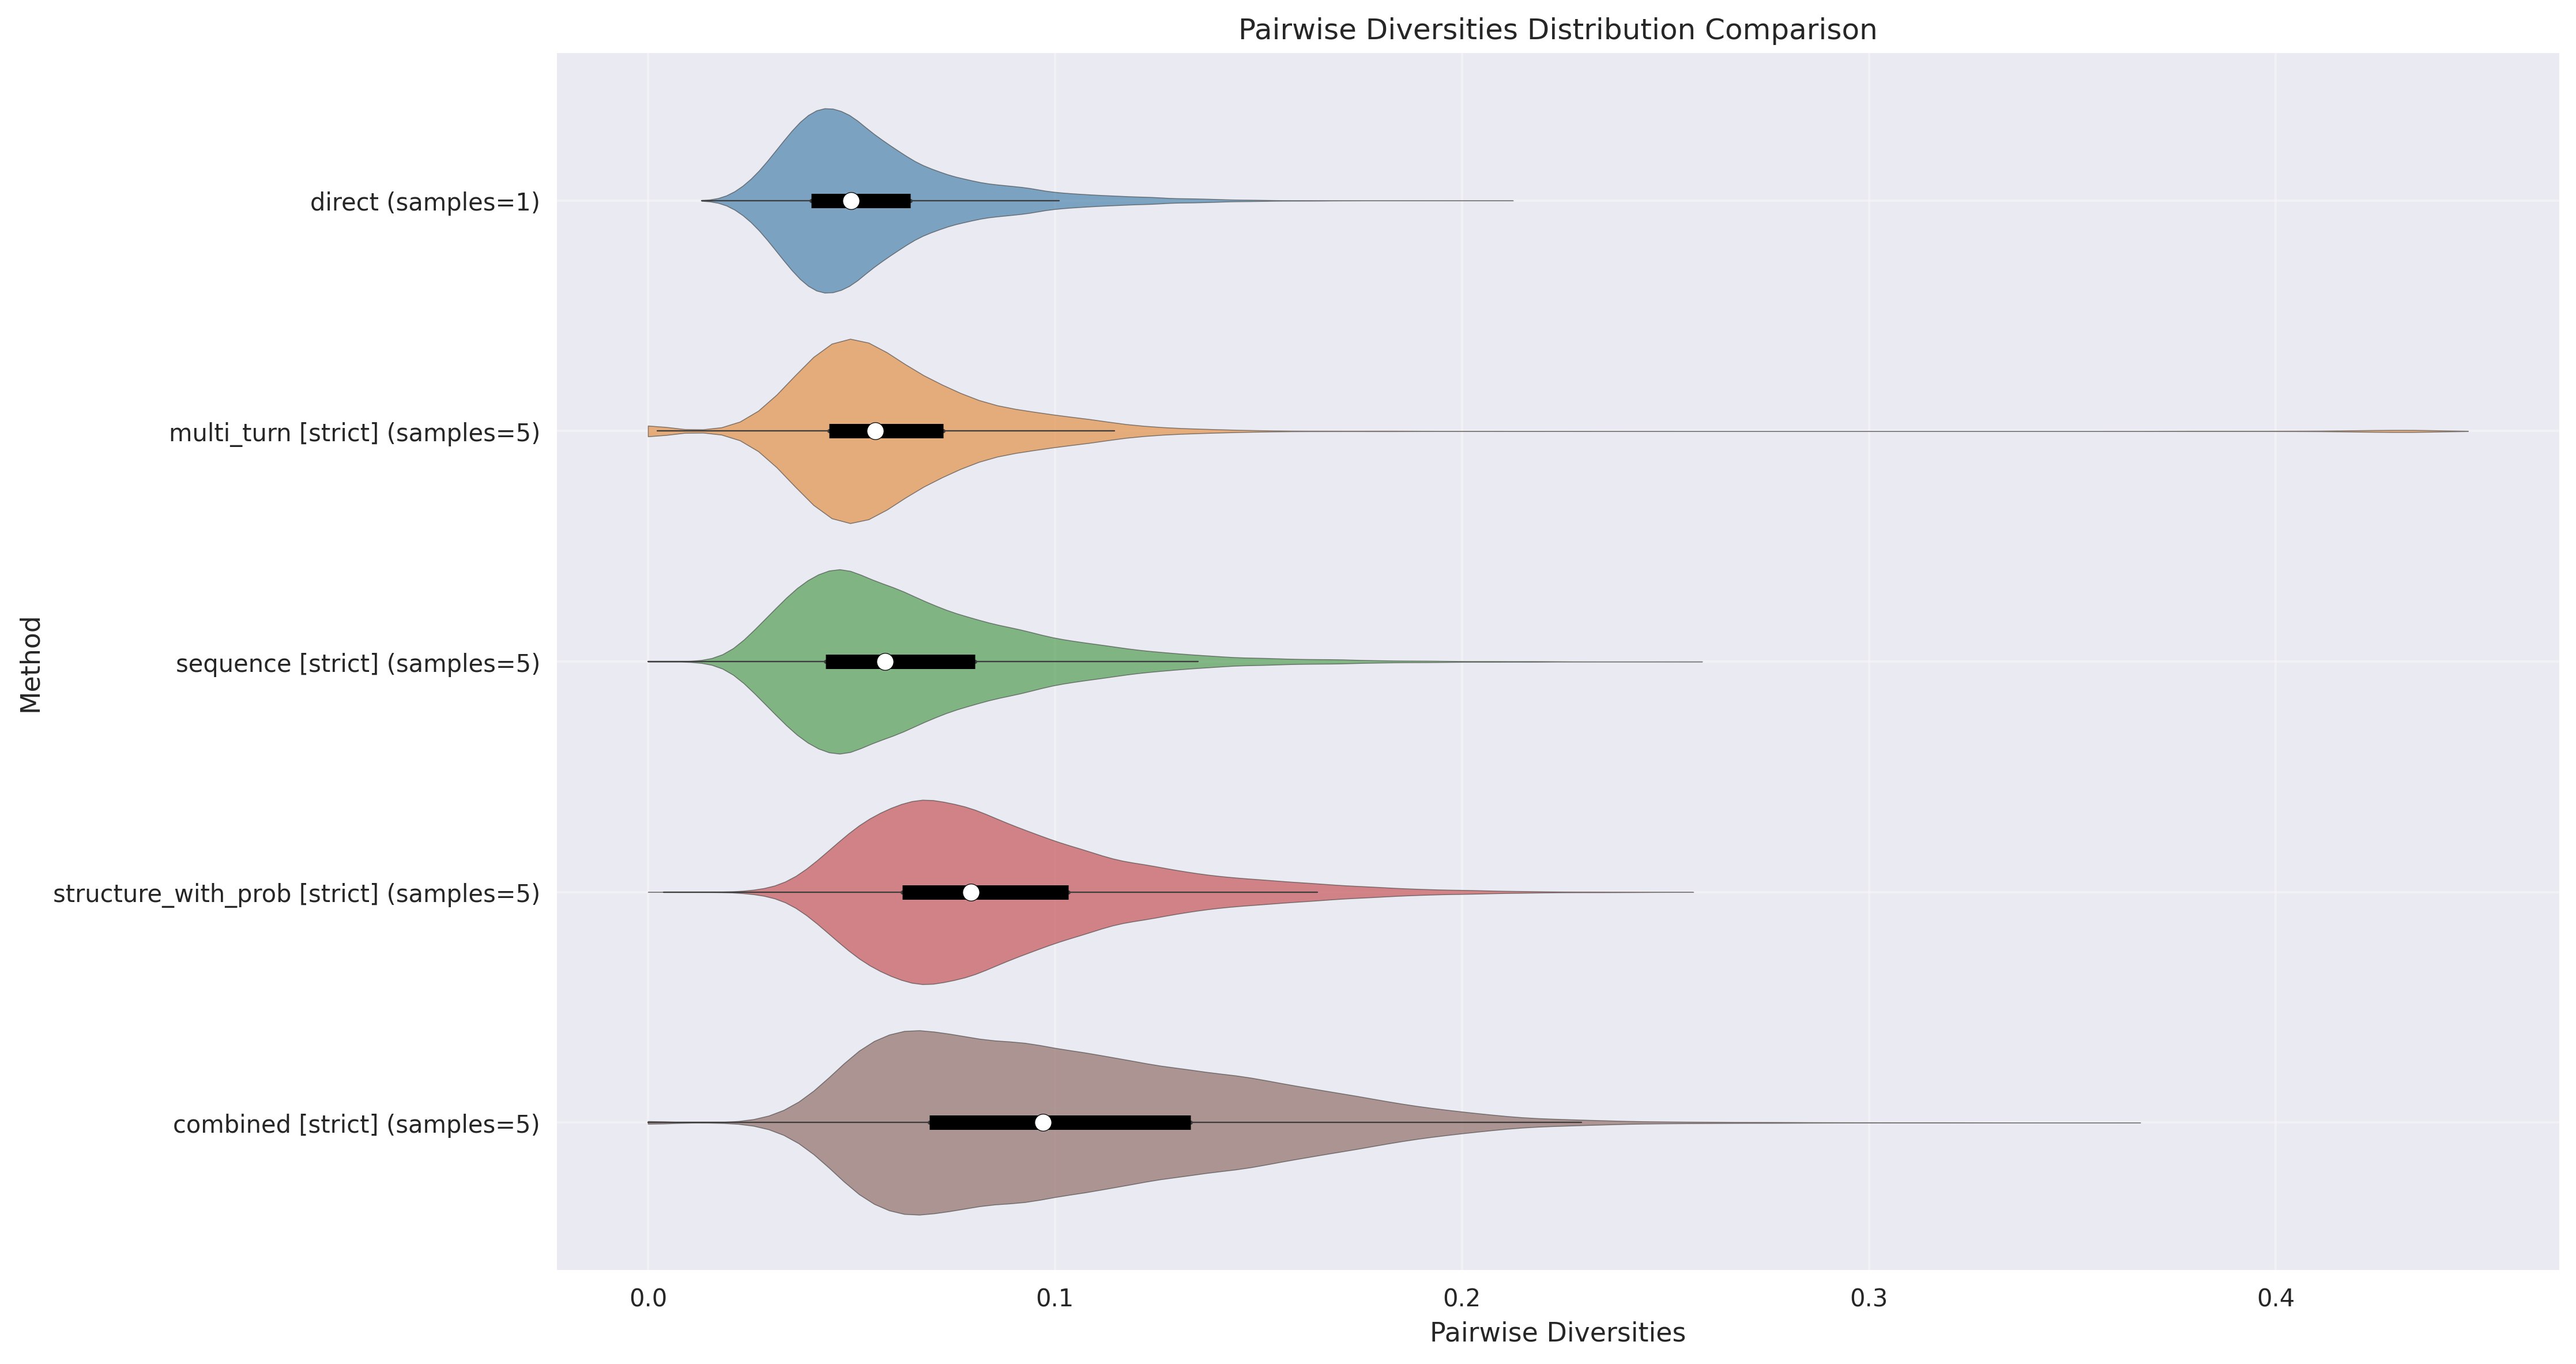 Pairwise Diversities Distribution Comparison
direct (samples=1)
multi_turn [strict] (samples=5)
sequence [strict] (samples=5)
structure_with_prob [strict] (samples=5)
combined [strict] (samples=5)
Method
0.0 0.1 0.2 0.3 0.4
Pairwise Diversities